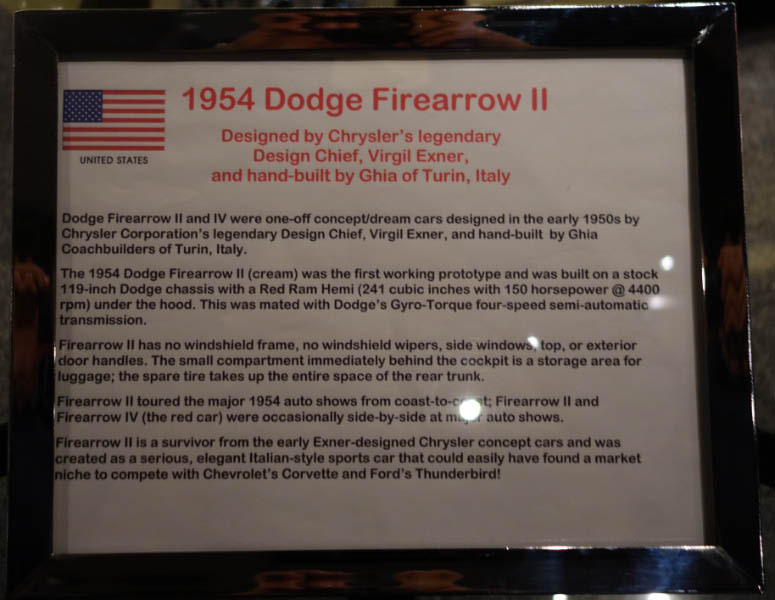 1954 Dodge Firearrow II
UNITED STATES
Designed by Chrysler's legendary
Design Chief, Virgil Exner,
and hand-built by Ghia of Turin, Italy
Dodge Firearrow II and IV were one-off concept/dream cars designed in the early 1950s by
Chrysler Corporation's legendary Design Chief, Virgil Exner, and hand-built by Ghia
Coachbuilders of Turin, Italy.
The 1954 Dodge Firearrow II (cream) was the first working prototype and was built on a stock
119-inch Dodge chassis with a Red Ram Hemi (241 cubic inches with 150 horsepower @ 4400
rpm) under the hood. This was mated with Dodge's Gyro-Torque four-speed semi-automatic
transmission.
Firearrow II has no windshield frame, no windshield wipers, side windows, top, or exterior
door handles. The small compartment immediately behind the cockpit is a storage area for
luggage; the spare tire takes up the entire space of the rear trunk.
Firearrow II toured the major 1954 auto shows from coast-to-coast; Firearrow II and
Firearrow IV (the red car) were occasionally side-by-side at major auto shows.
Firearrow II is a survivor from the early Exner-designed Chrysler concept cars and was
created as a serious, elegant Italian-style sports car that could easily have found a market
niche to compete with Chevrolet's Corvette and Ford's Thunderbird!